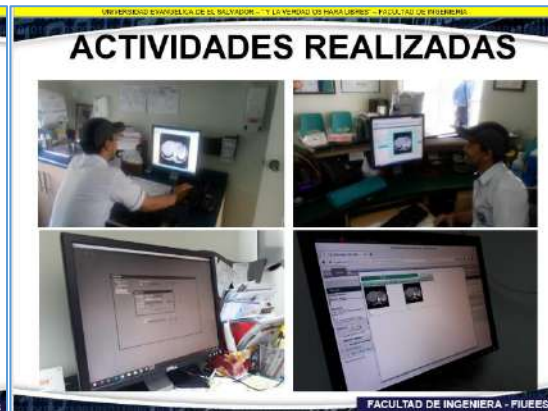 UNIVERSIDAD EVANGELICA DE EL SALVADOR – "Y LA VERDAD OS HARA LIBRES" – FACULTAD DE INGENIERIA
ACTIVIDADES REALIZADAS
FACULTAD DE INGENIERA - FIUEES